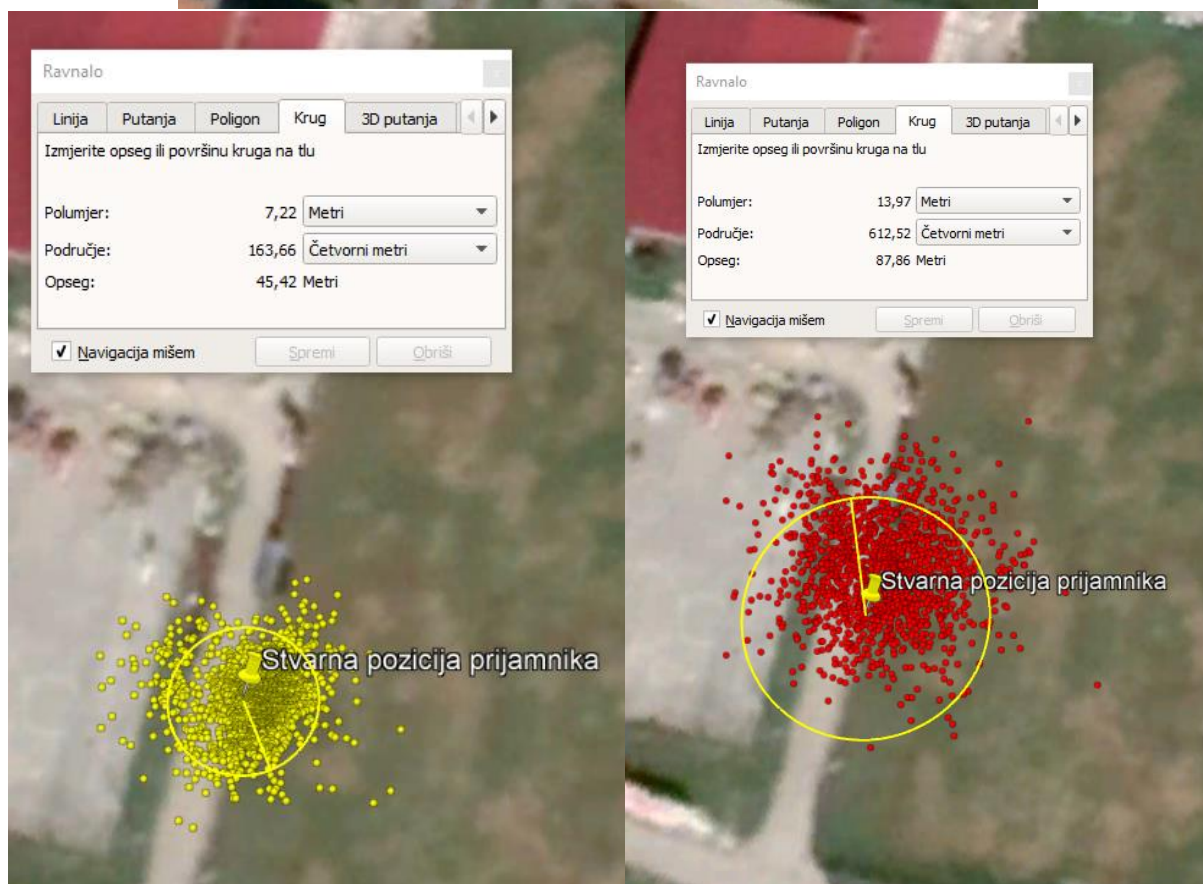 Ravnalo
Linija Putanja Poligon Krug 3D putanja
Izmjerite opseg ili površinu kruga na tlu
Polumjer: 7,22 Metri
Područje: 163,66 Četvorni metri
Opseg: 45,42 Metri
Navigacija mišem Spremi Obriši
Stvarna pozicija prijamnika
Ravnalo
Linija Putanja Poligon Krug 3D putanja
Izmjerite opseg ili površinu kruga na tlu
Polumjer: 13,97 Metri
Područje: 612,52 Četvorni metri
Opseg: 87,86 Metri
Navigacija mišem Spremi Obriši
Stvarna pozicija prijamnika